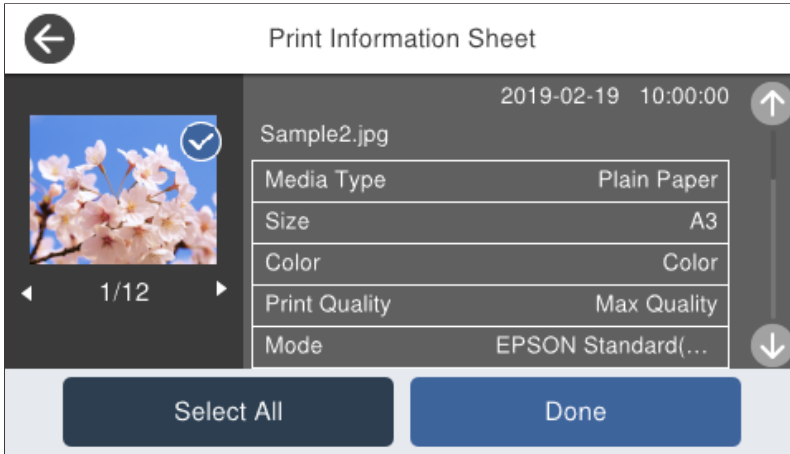 Print Information Sheet
2019-02-19 10:00:00
Sample2.jpg
Media Type Plain Paper
Size A3
Color Color
1/12
Print Quality Max Quality
Mode EPSON Standard(...
Select All Done